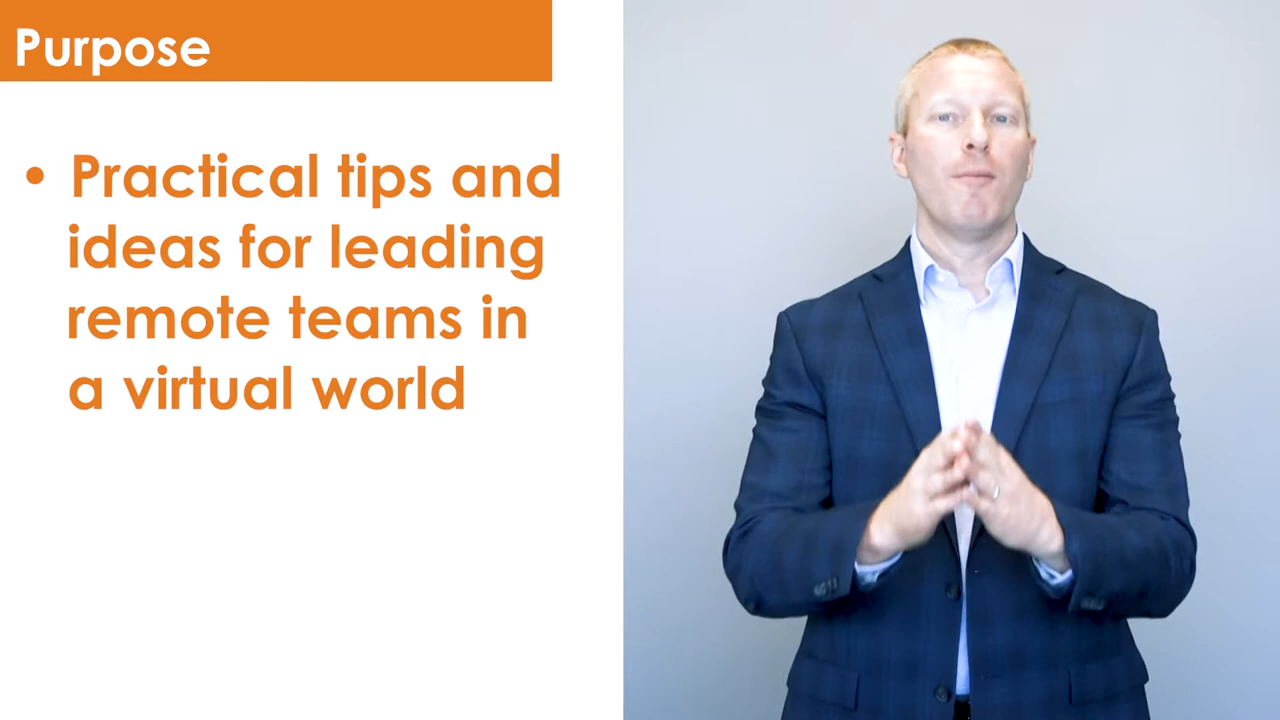 Purpose
• Practical tips and
ideas for leading
remote teams in
a virtual world